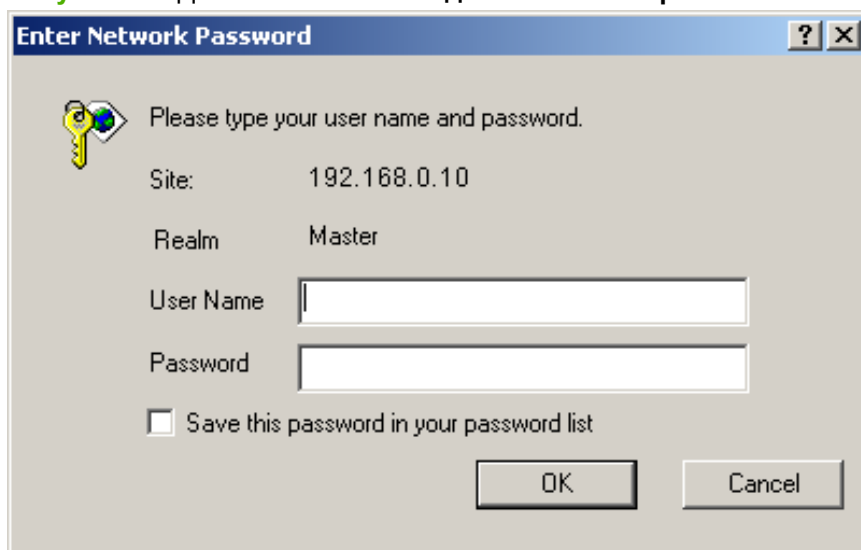 Enter Network Password
Please type your user name and password.
Site: 192.168.0.10
Realm Master
User Name
Password
Save this password in your password list
OK Cancel